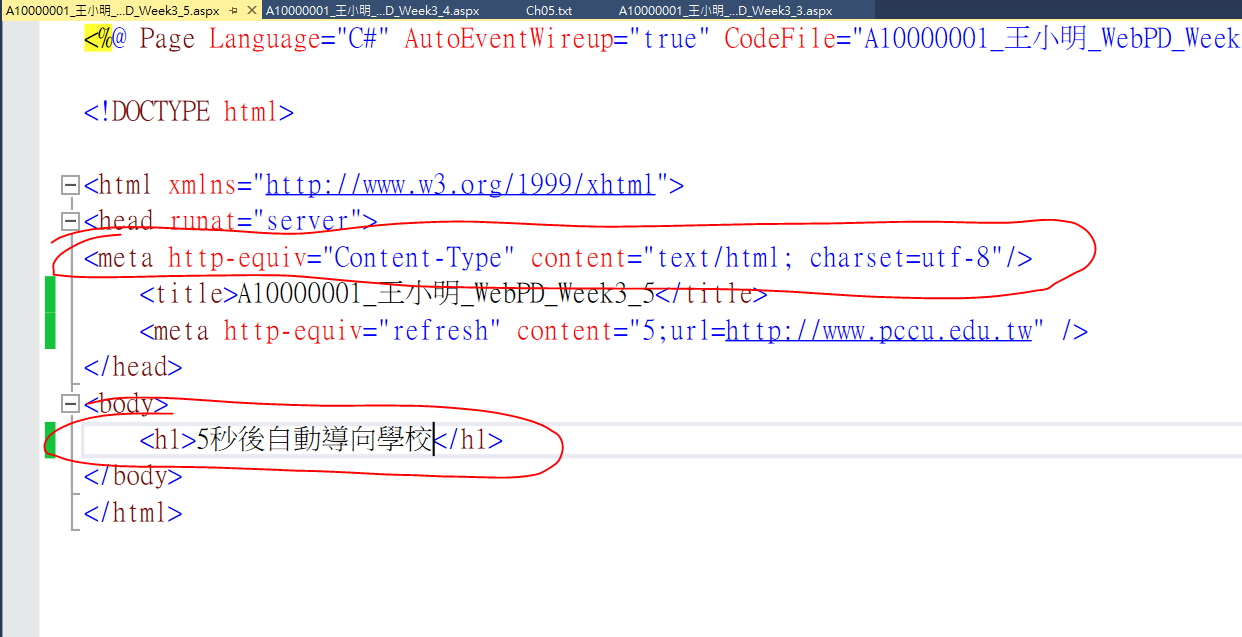 A10000001_王小明_...D_Week3_5.aspx A10000001_王小明_...D_Week3_4.aspx Ch05.txt A10000001_王小明_...D_Week3_3.aspx
<%@ Page Language="C#" AutoEventWireup="true" CodeFile="A10000001_王小明_WebPD_Week
<!DOCTYPE html>
<html xmlns="http://www.w3.org/1999/xhtml">
<head runat="server">
<meta http-equiv="Content-Type" content="text/html; charset=utf-8"/>
<title>A10000001_王小明_WebPD_Week3_5</title>
<meta http-equiv="refresh" content="5;url=http://www.pccu.edu.tw" />
</head>
<body>
<h1>5秒後自動導向學校</h1>
</body>
</html>